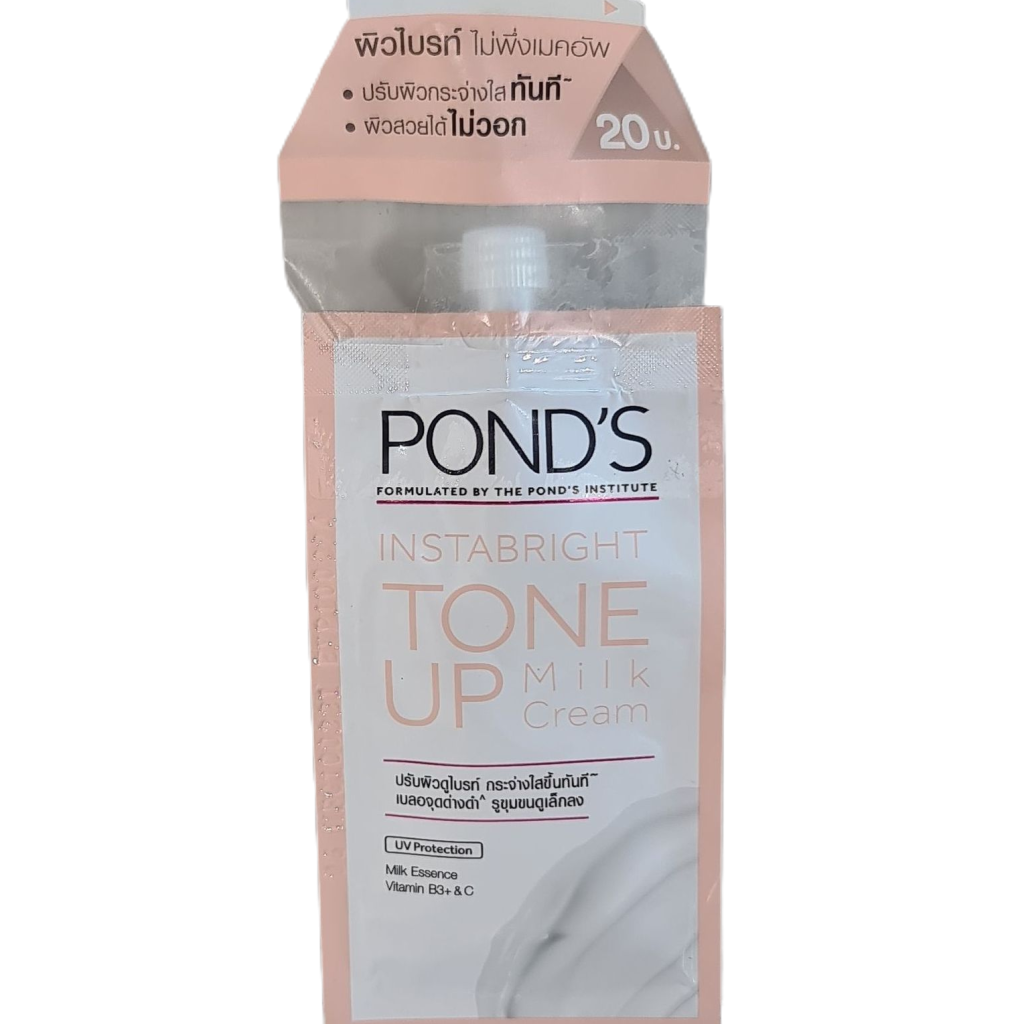 ผิวไบรท์ ไม่พึ่งเมคอัพ
• ปรับผิวกระจ่างใสทันที~
• ผิวสวยได้ไม่วอก
20 บ.
POND'S
FORMULATED BY THE POND'S INSTITUTE
INSTABRIGHT
TONE
UP Milk
Cream
ปรับผิวดูไบรท์ กระจ่างใสขึ้นทันที~
เบลอจุดด่างดำ^ รูขุมขนดูเล็กลง
UV Protection
Milk Essence
Vitamin B3+ & C